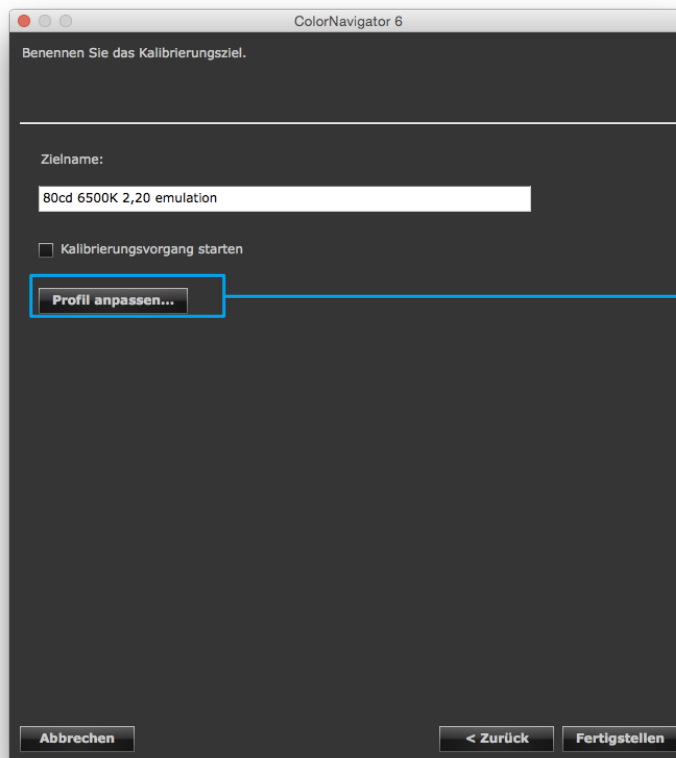 ColorNavigator 6
Benennen Sie das Kalibrierungsziel.
Zielname:
80cd 6500K 2,20 emulation
Kalibrierungsvorgang starten
Profil anpassen...
Abbrechen
< Zurück
Fertigstellen